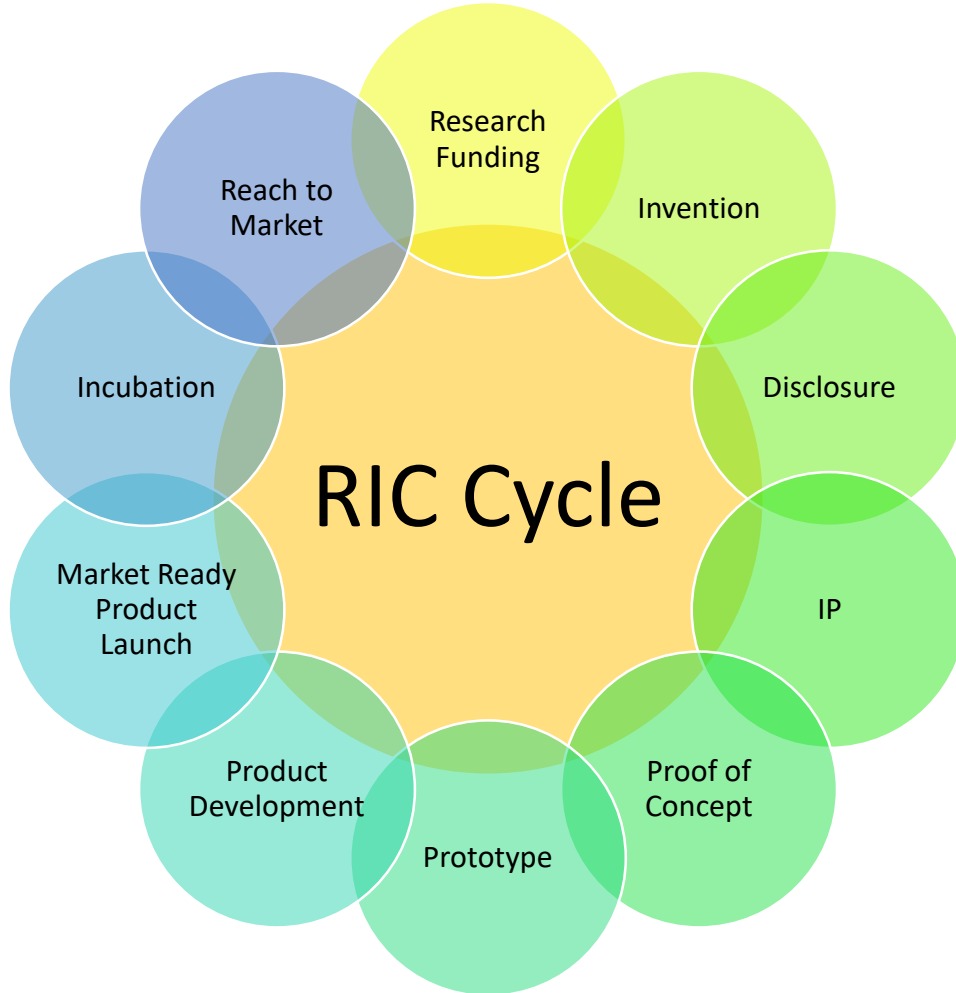 Research
Funding
Invention
Disclosure
IP
Proof of
Concept
Prototype
Product
Development
Market Ready
Product
Launch
Incubation
Reach to
Market
RIC Cycle